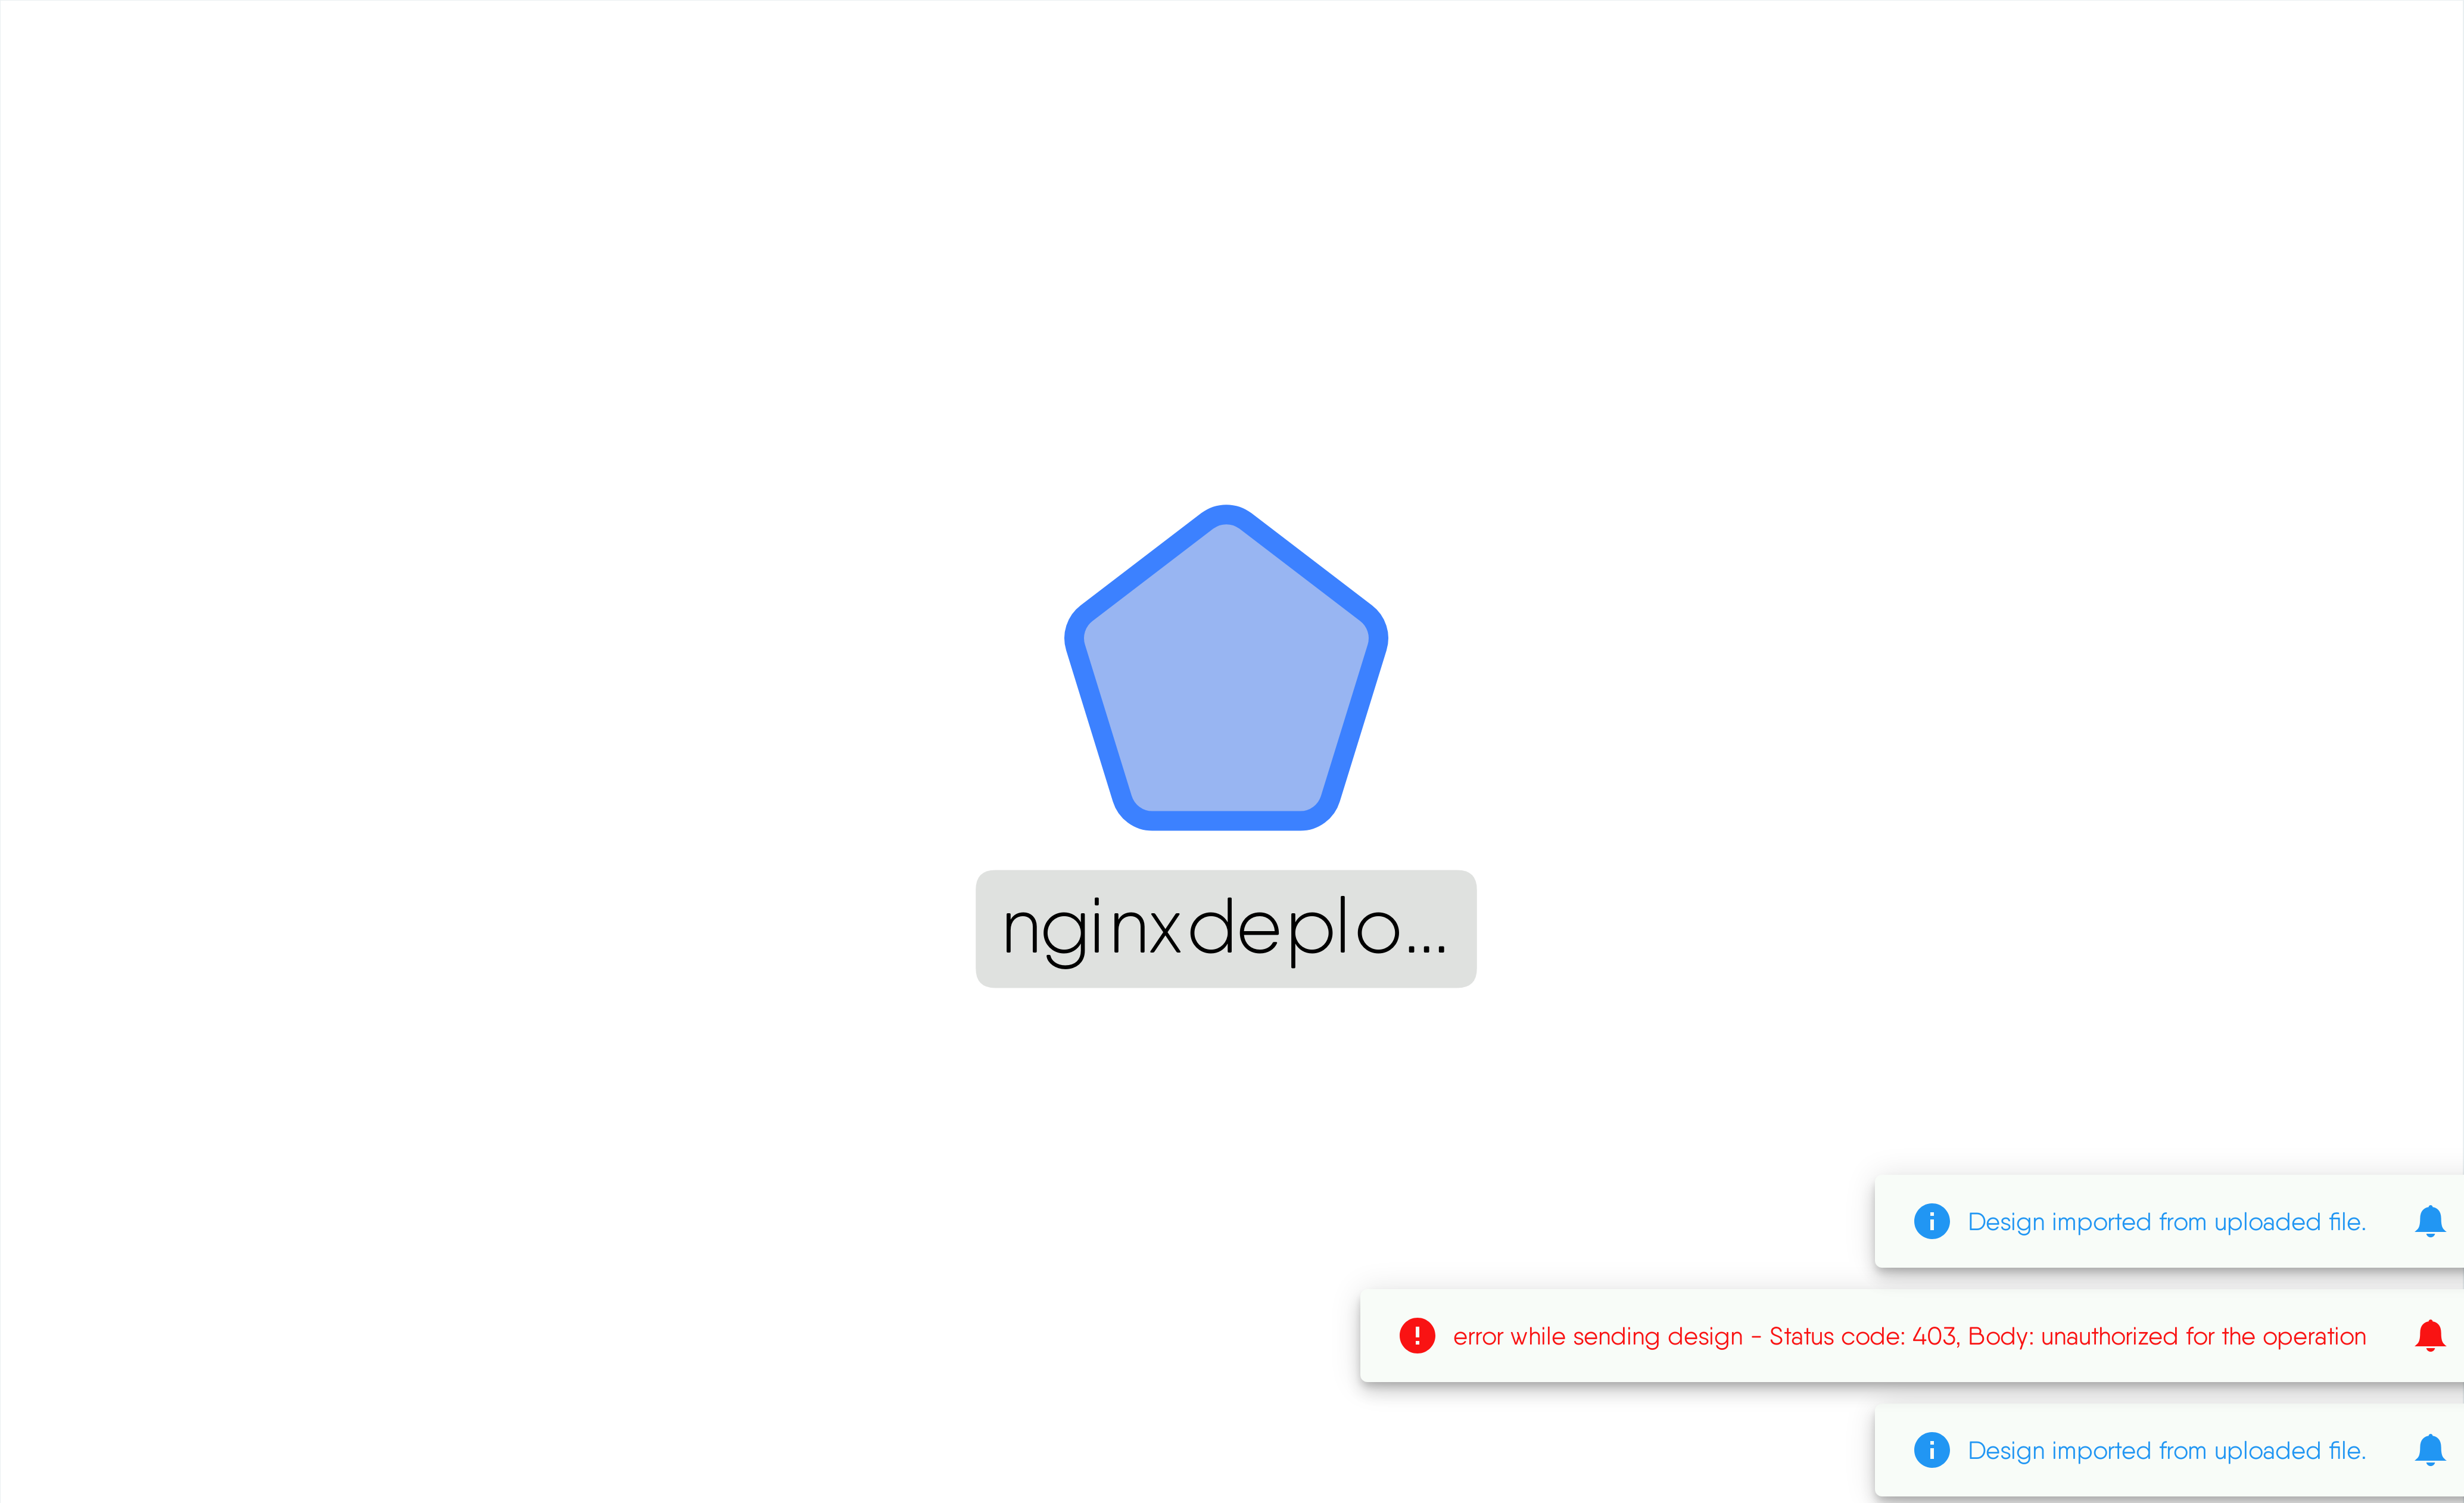 nginxdeplo...
Design imported from uploaded file.
error while sending design - Status code: 403, Body: unauthorized for the operation
Design imported from uploaded file.